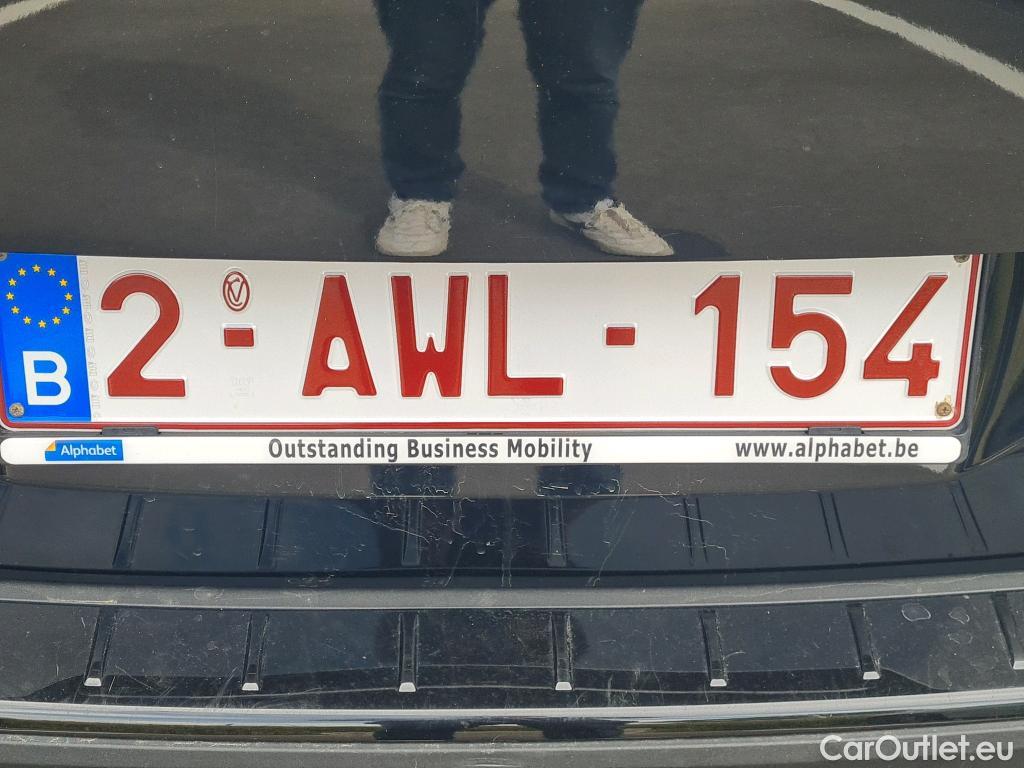 B 2-AWL-154
Alphabet Outstanding Business Mobility www.alphabet.be
CarOutlet.eu